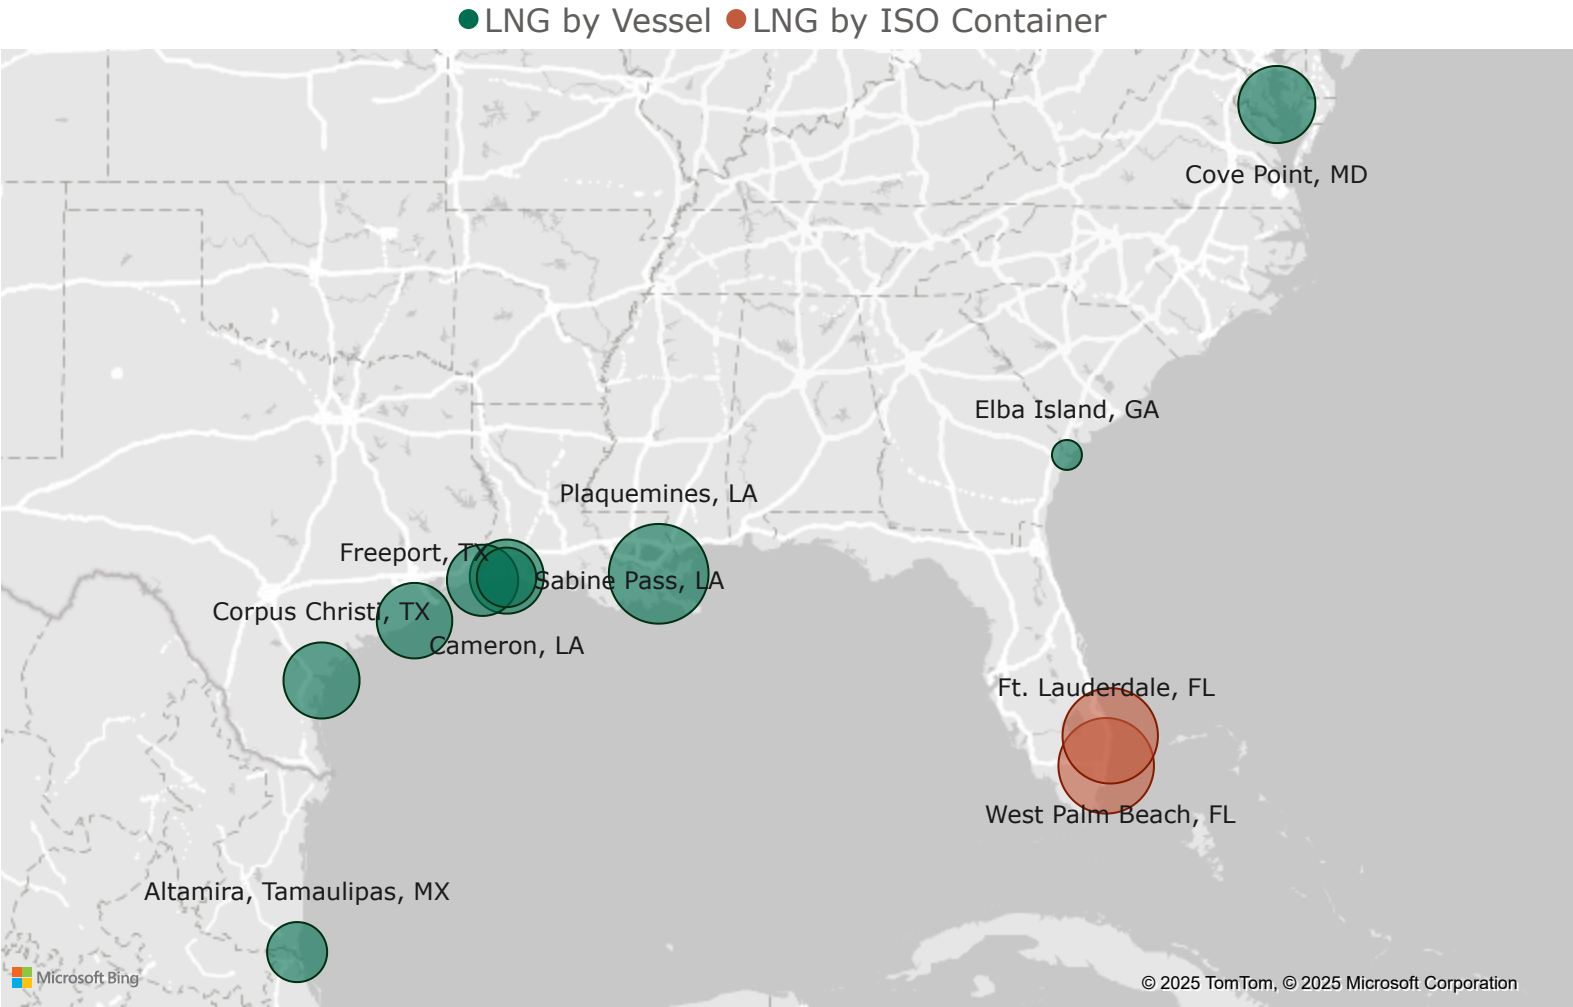 LNG by Vessel LNG by ISO Container
Cove Point, MD
Elba Island, GA
Plaquemines, LA
Freeport, TX
Sabine Pass, LA
Corpus Christi, TX
Cameron, LA
Ft. Lauderdale, FL
West Palm Beach, FL
Altamira, Tamaulipas, MX
Microsoft Bing
© 2025 TomTom, © 2025 Microsoft Corporation